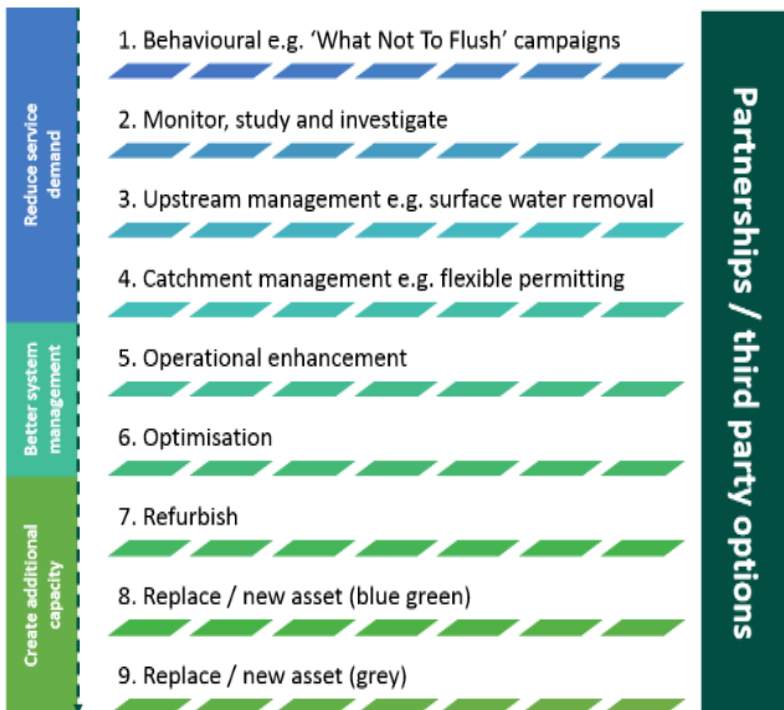 Reduce service
demand
1. Behavioural e.g. ‘What Not To Flush’ campaigns
2. Monitor, study and investigate
3. Upstream management e.g. surface water removal
4. Catchment management e.g. flexible permitting
Better system
management
5. Operational enhancement
6. Optimisation
Create additional
capacity
7. Refurbish
8. Replace / new asset (blue green)
9. Replace / new asset (grey)
Partnerships / third party options